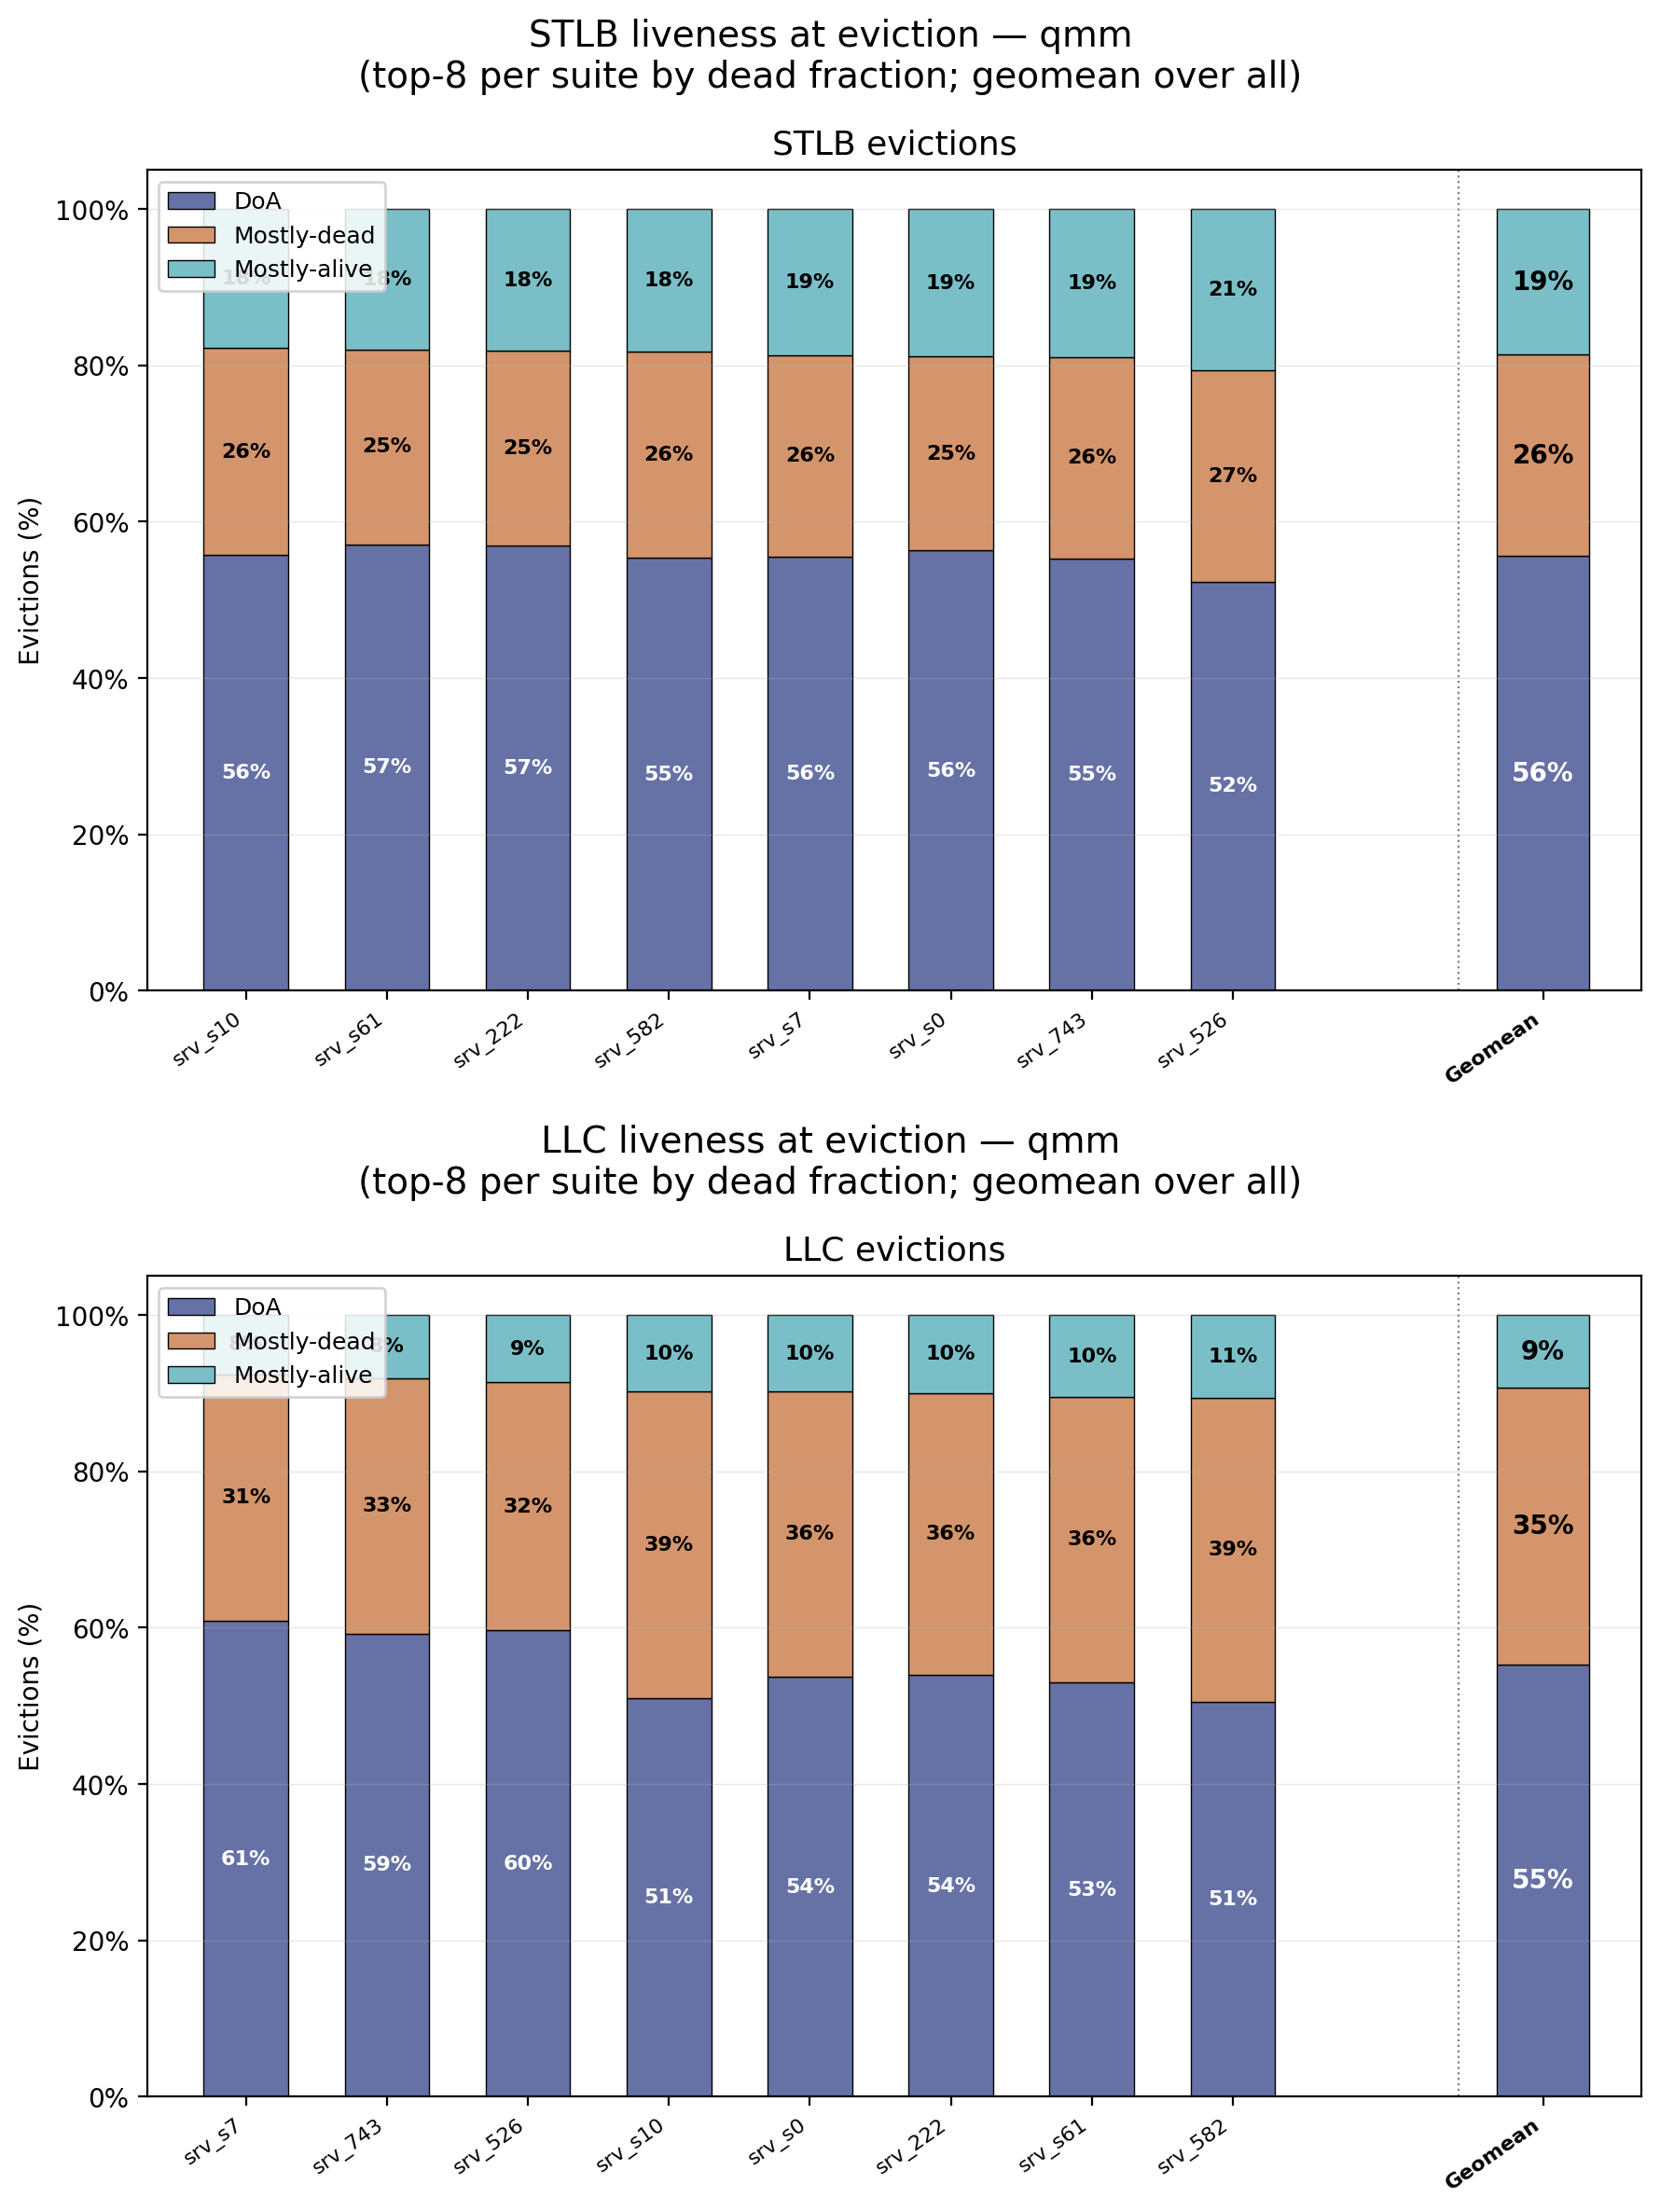 STLB liveness at eviction — qmm
(top-8 per suite by dead fraction; geomean over all)
STLB evictions
DoA
Mostly-dead
Mostly-alive
Evictions (%)
100%
80%
60%
40%
20%
0%
18% 18% 18% 18% 19% 19% 19% 21% 19%
26% 25% 25% 26% 26% 25% 26% 27% 26%
56% 57% 57% 55% 56% 56% 55% 52% 56%
srv_s10 srv_s61 srv_222 srv_582 srv_s7 srv_s0 srv_743 srv_526 Geomean
LLC liveness at eviction — qmm
(top-8 per suite by dead fraction; geomean over all)
LLC evictions
DoA
Mostly-dead
Mostly-alive
Evictions (%)
100%
80%
60%
40%
20%
0%
8% 8% 9% 10% 10% 10% 10% 11% 9%
31% 33% 32% 39% 36% 36% 36% 39% 35%
61% 59% 60% 51% 54% 54% 53% 51% 55%
srv_s7 srv_743 srv_526 srv_s10 srv_s0 srv_222 srv_s61 srv_582 Geomean